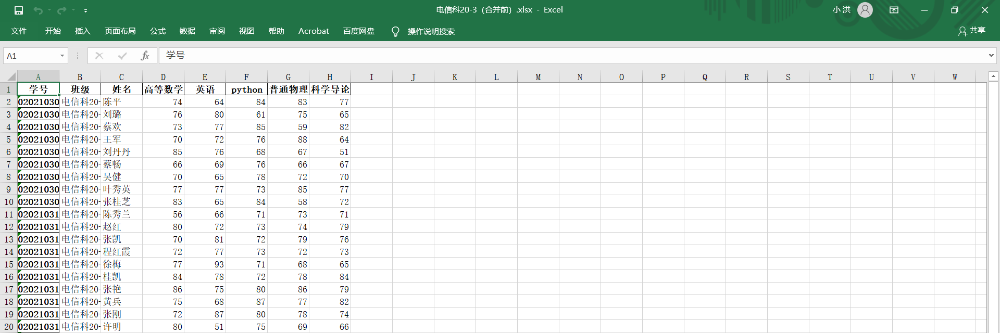 电信科20-3（合并前）.xlsx - Excel
小 洪
文件 开始 插入 页面布局 公式 数据 审阅 视图 帮助 Acrobat 百度网盘 操作说明搜索 共享
A1 fx 学号
A B C D E F G H I J K L M N O P Q R S T U V W
1 学号 班级 姓名 高等数学 英语 python 普通物理 科学导论
2 02021030 电信科20- 陈平 74 64 84 83 77
3 02021030 电信科20- 刘璐 76 80 61 75 65
4 02021030 电信科20- 蔡欢 73 77 85 59 82
5 02021030 电信科20- 王军 70 72 76 88 64
6 02021030 电信科20- 刘丹丹 85 76 68 67 51
7 02021030 电信科20- 蔡畅 66 69 76 66 67
8 02021030 电信科20- 吴健 70 65 78 72 70
9 02021030 电信科20- 叶秀英 77 77 73 85 77
10 02021030 电信科20- 张桂芝 83 65 84 58 72
11 02021031 电信科20- 陈秀兰 56 66 71 73 71
12 02021031 电信科20- 赵红 80 72 73 74 79
13 02021031 电信科20- 张凯 70 81 72 79 76
14 02021031 电信科20- 程红霞 72 77 73 72 73
15 02021031 电信科20- 徐梅 77 93 71 68 65
16 02021031 电信科20- 桂凯 84 78 72 78 84
17 02021031 电信科20- 张艳 86 75 80 86 79
18 02021031 电信科20- 黄兵 75 68 87 77 82
19 02021031 电信科20- 张刚 72 87 80 78 74
20 02021031 电信科20- 许明 80 51 75 69 66